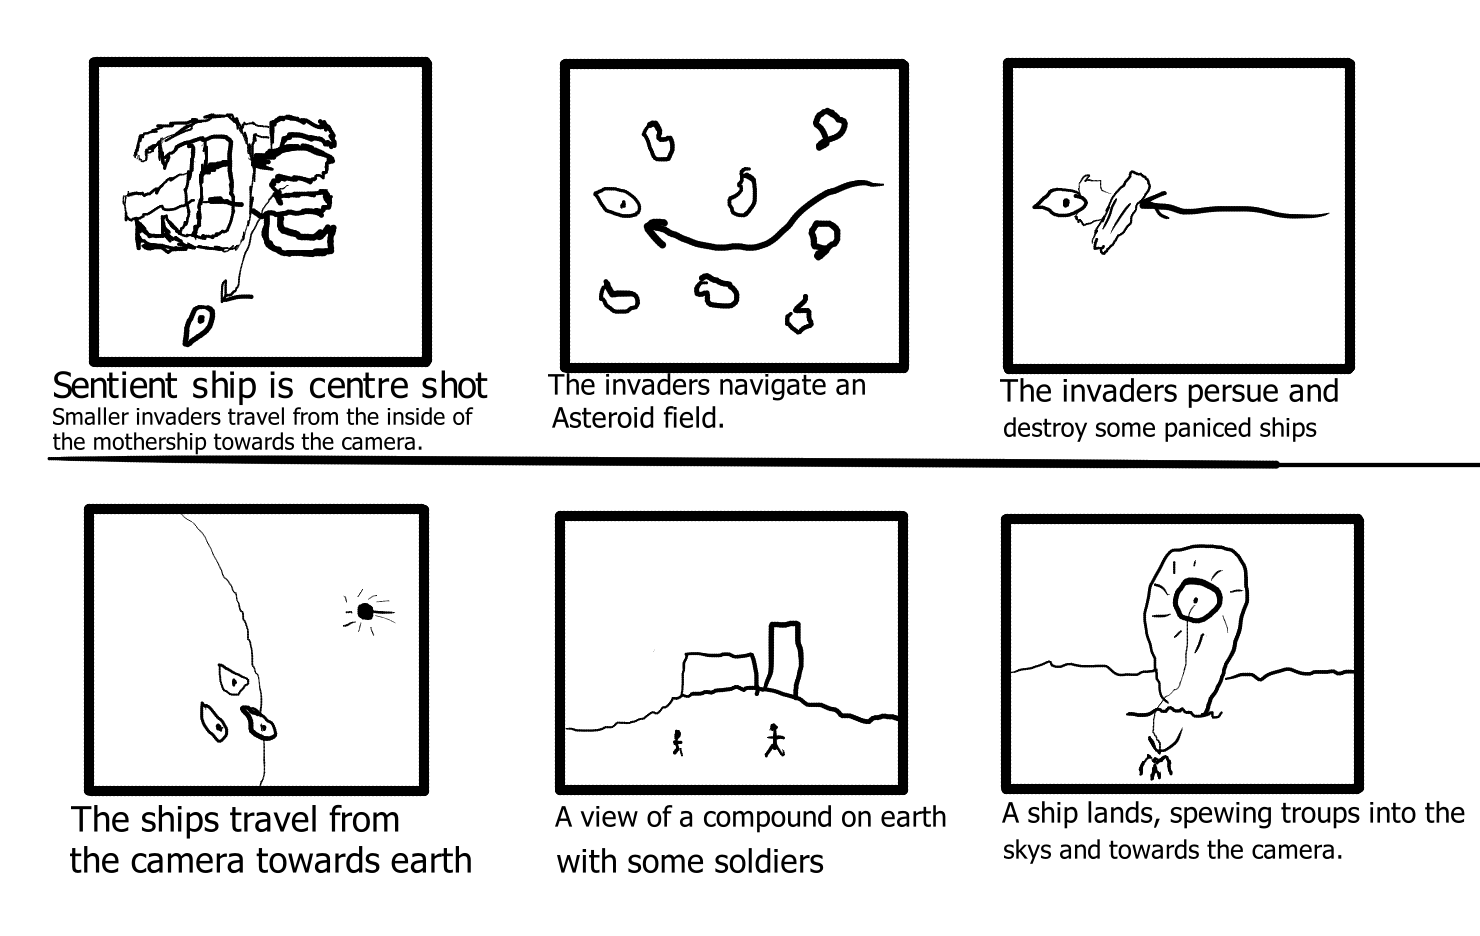 Sentient ship is centre shot
Smaller invaders travel from the inside of
the mothership towards the camera.
The invaders navigate an
Asteroid field.
The invaders persue and
destroy some paniced ships
The ships travel from
the camera towards earth
A view of a compound on earth
with some soldiers
A ship lands, spewing troups into the
skys and towards the camera.